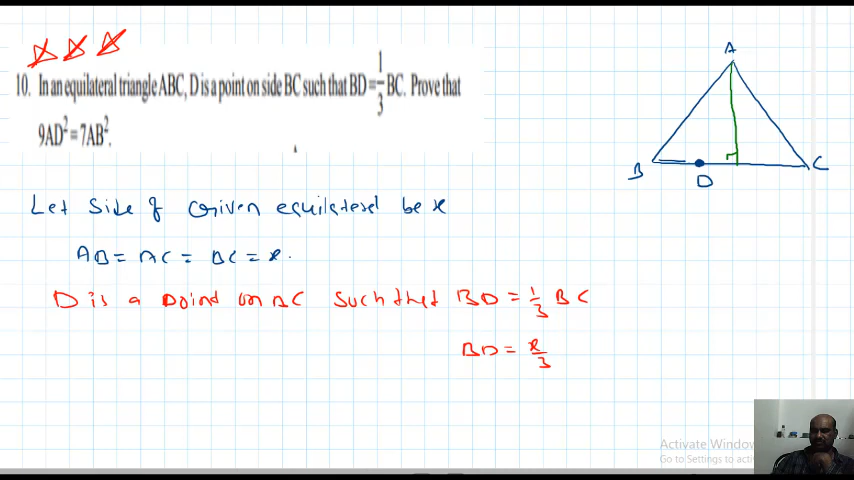 10. In an equilateral triangle ABC, D is a point on side BC such that BD = 1/3 BC. Prove that
9AD² = 7AB².
A
B
D
C
Let Side of Given equilateral be x
AB = AC = BC = x.
D is a Point on BC Such that BD = 1/3 BC
BD = x/3
Activate Window
Go to Settings to acti